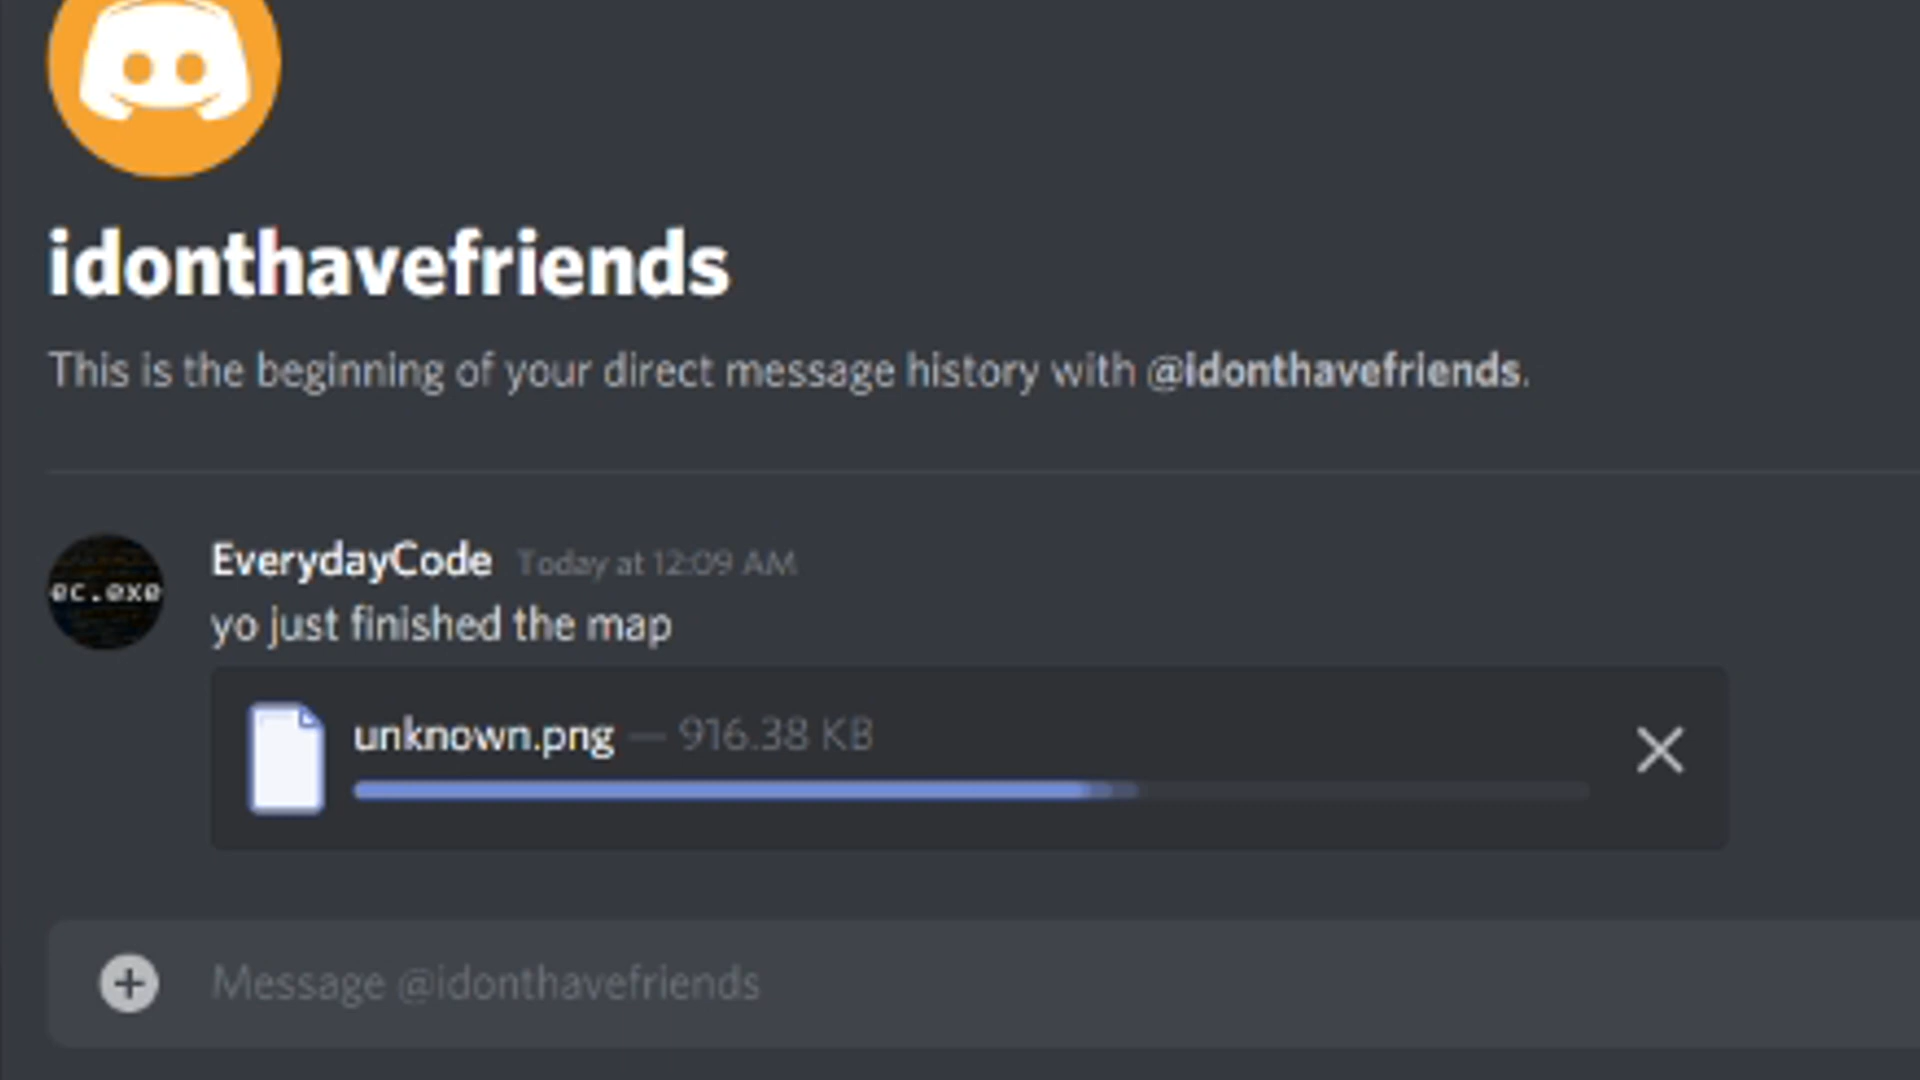 idonthavefriends
This is the beginning of your direct message history with @idonthavefriends.
EverydayCode Today at 12:09 AM
ec.exe
yo just finished the map
unknown.png — 916.38 KB
Message @idonthavefriends